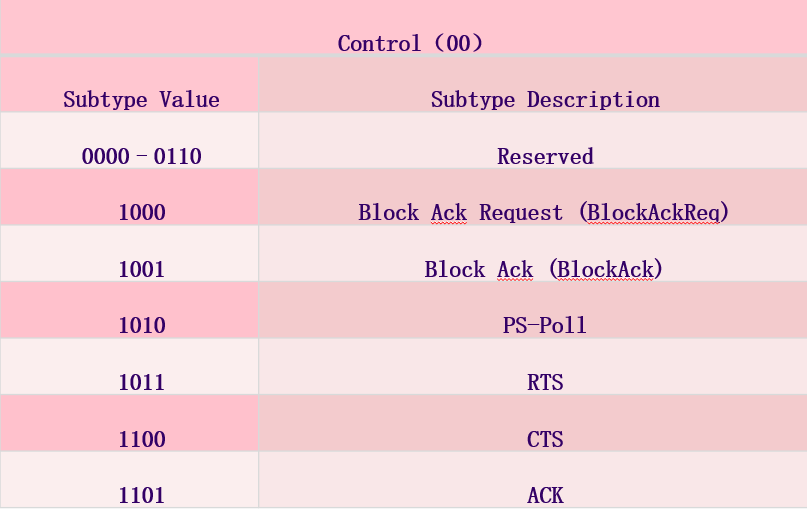 Control (00)
Subtype Value Subtype Description
0000-0110 Reserved
1000 Block Ack Request (BlockAckReq)
1001 Block Ack (BlockAck)
1010 PS-Poll
1011 RTS
1100 CTS
1101 ACK